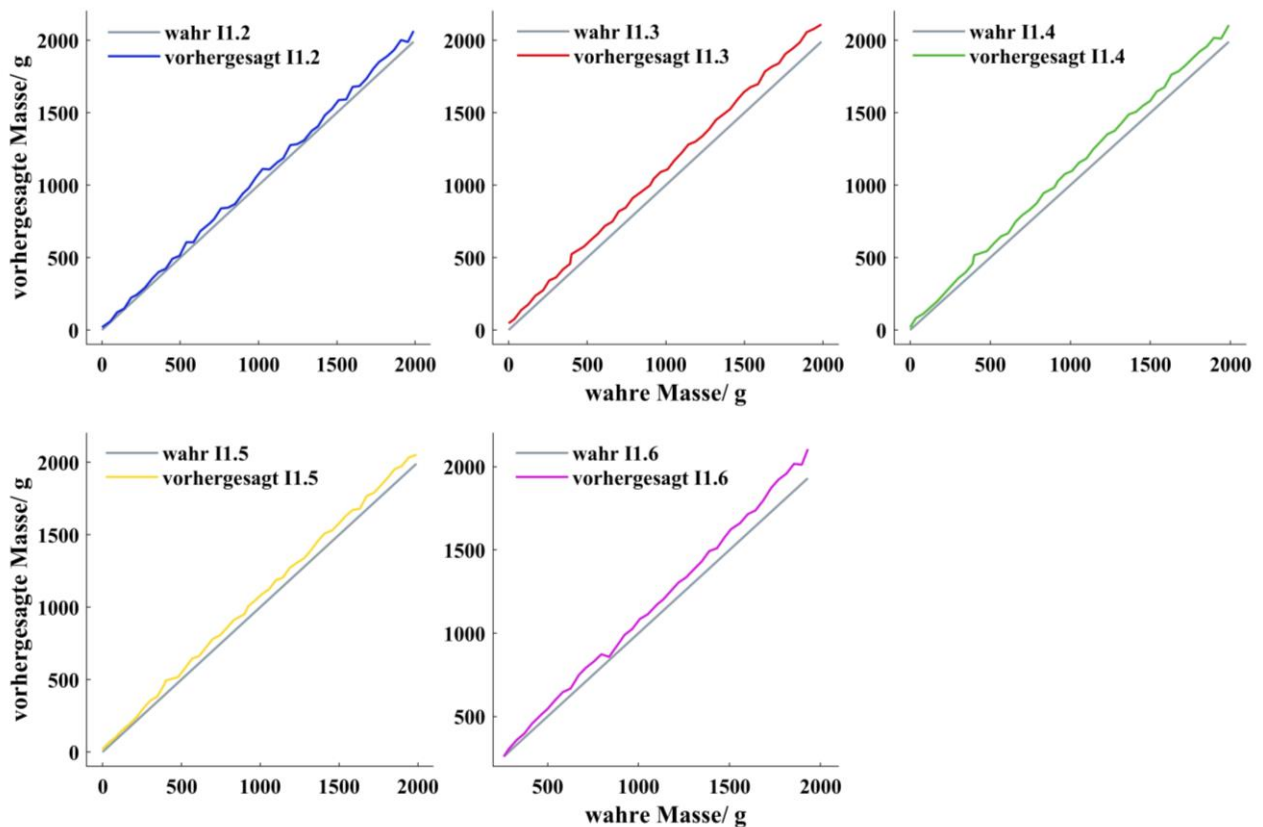 wahr I1.2
vorhergesagt I1.2
2000
1500
1000
500
0
0 500 1000 1500 2000
vorhergesagte Masse/ g
wahr I1.3
vorhergesagt I1.3
2000
1500
1000
500
0
0 500 1000 1500 2000
wahre Masse/ g
wahr I1.4
vorhergesagt I1.4
2000
1500
1000
500
0
0 500 1000 1500 2000
wahr I1.5
vorhergesagt I1.5
2000
1500
1000
500
0
0 500 1000 1500 2000
vorhergesagte Masse/ g
wahr I1.6
vorhergesagt I1.6
2000
1500
1000
500
500 1000 1500 2000
wahre Masse/ g